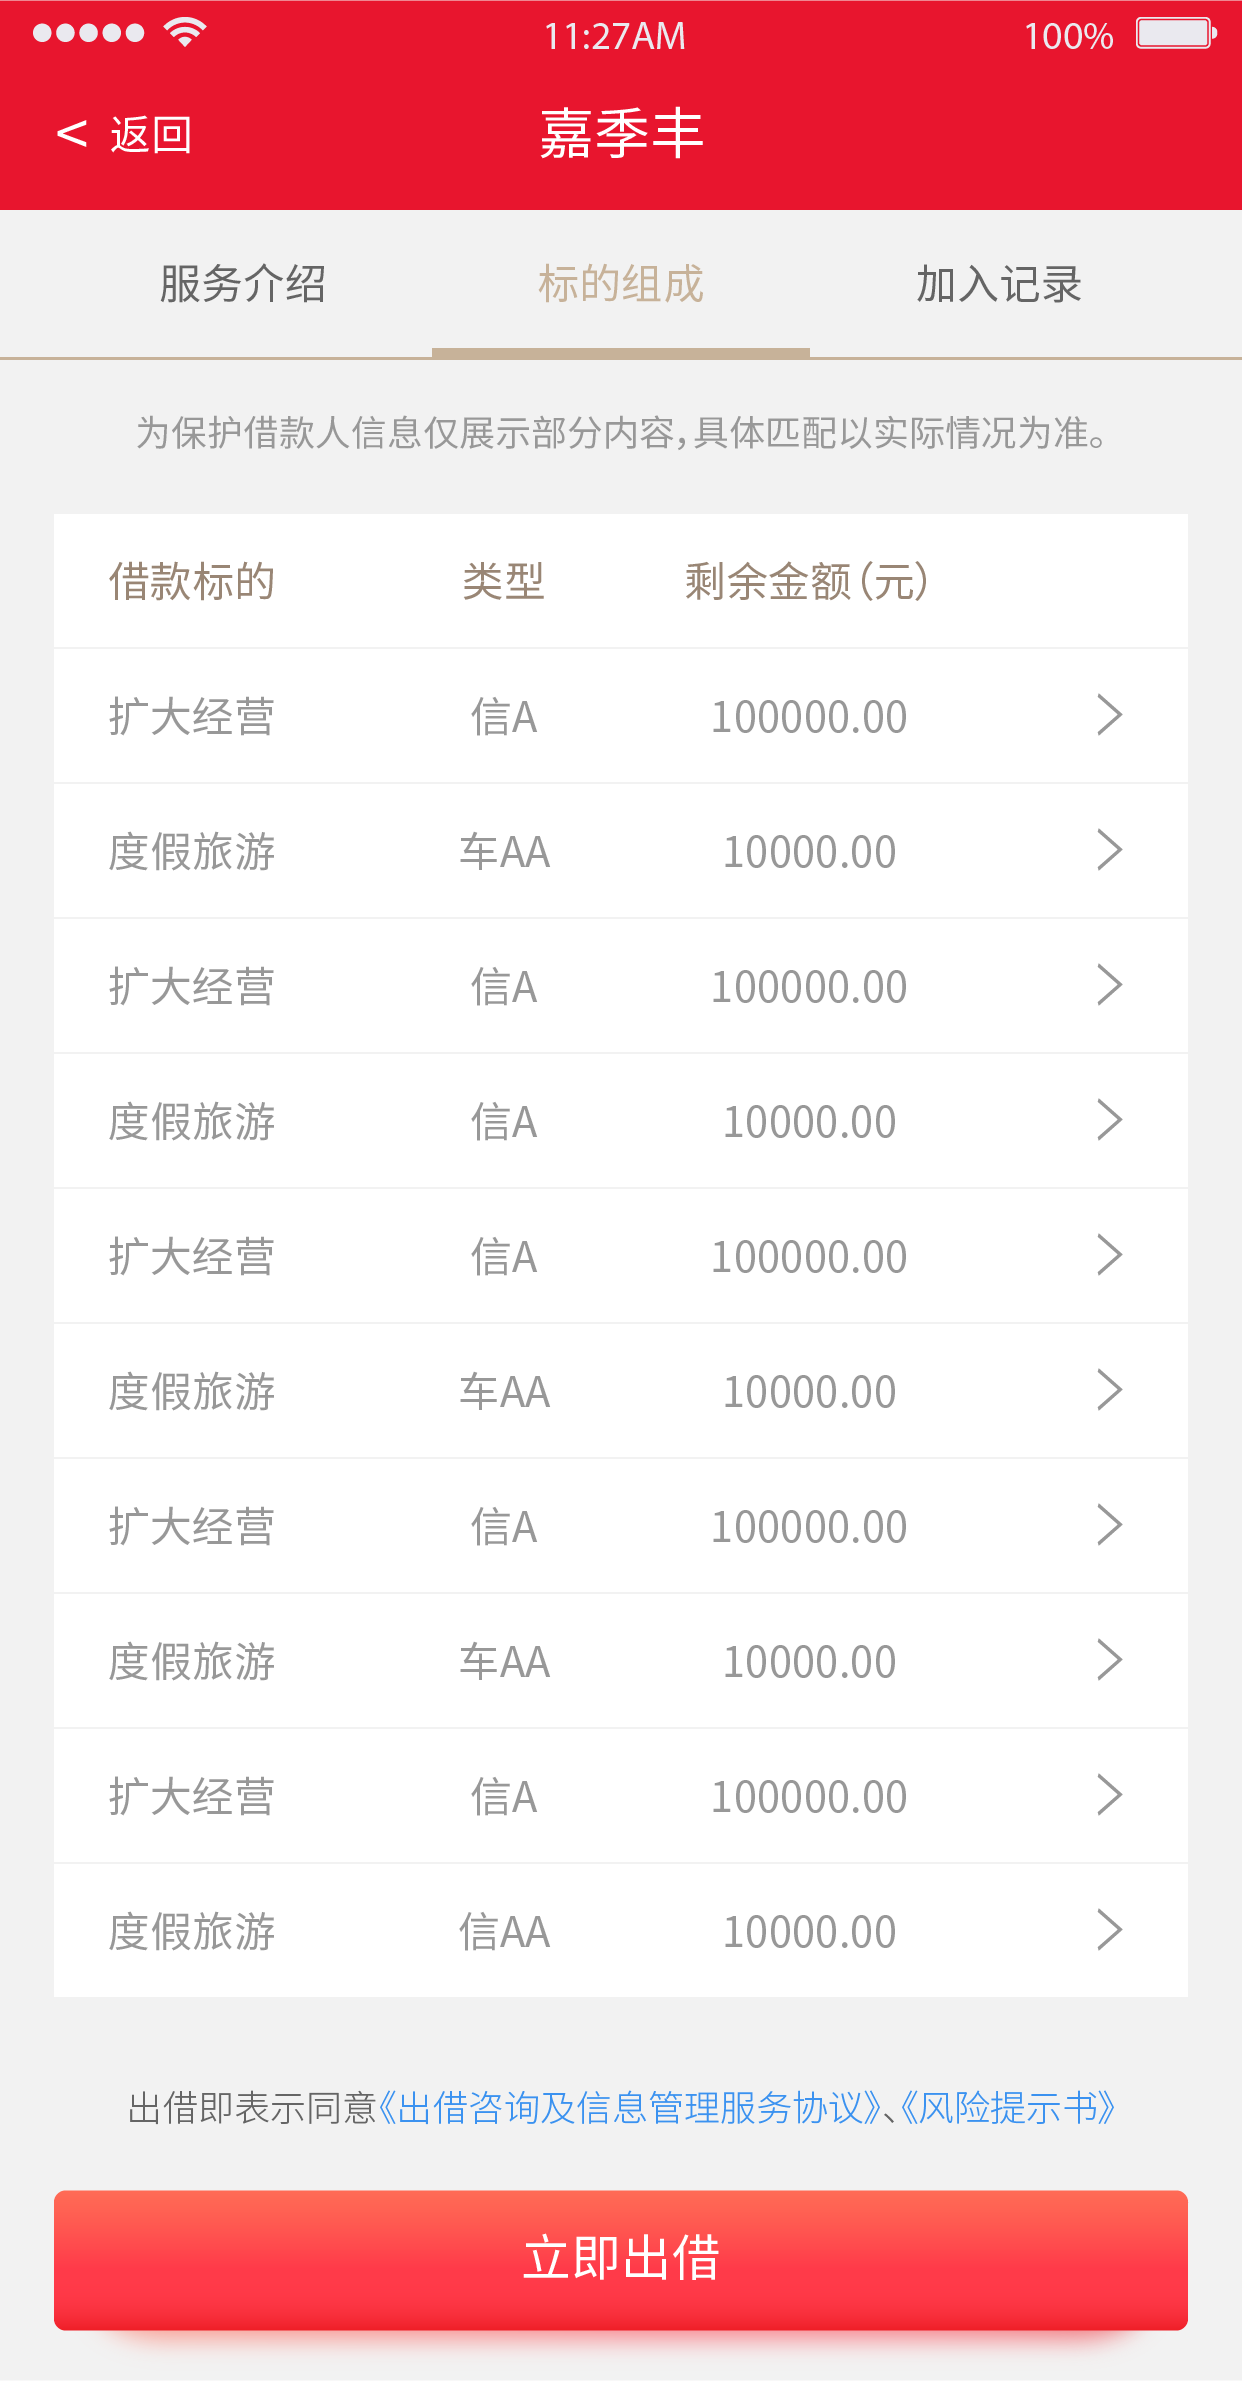 11:27AM 100%
< 返回 嘉季丰
服务介绍 标的组成 加入记录
为保护借款人信息仅展示部分内容，具体匹配以实际情况为准。
借款标的 类型 剩余金额（元）
扩大经营 信A 100000.00
度假旅游 车AA 10000.00
扩大经营 信A 100000.00
度假旅游 信A 10000.00
扩大经营 信A 100000.00
度假旅游 车AA 10000.00
扩大经营 信A 100000.00
度假旅游 车AA 10000.00
扩大经营 信A 100000.00
度假旅游 信AA 10000.00
出借即表示同意《出借咨询及信息管理服务协议》、《风险提示书》
立即出借